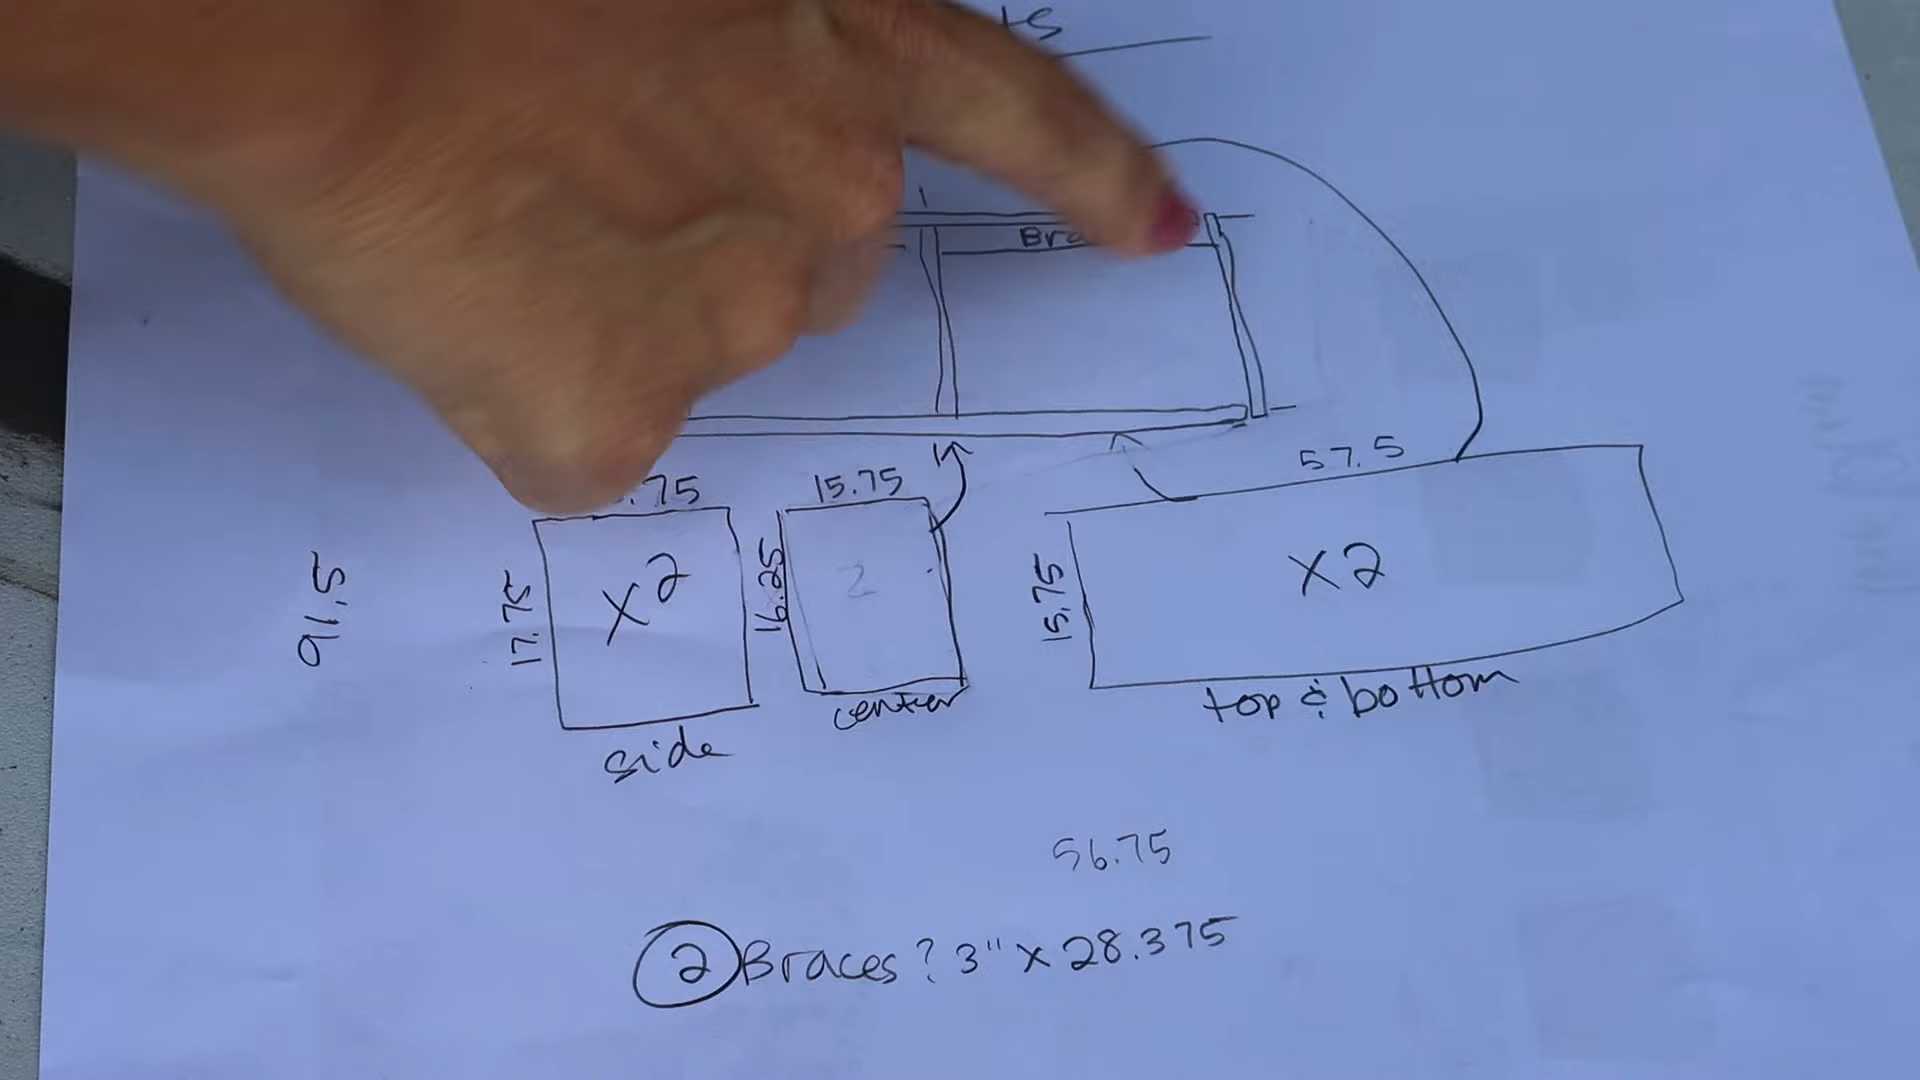 57.5
.75
15.75
17.75
x2
16.25
2
15.75
x2
91.5
side
center
top & bottom
56.75
2 Braces? 3" x 28.375